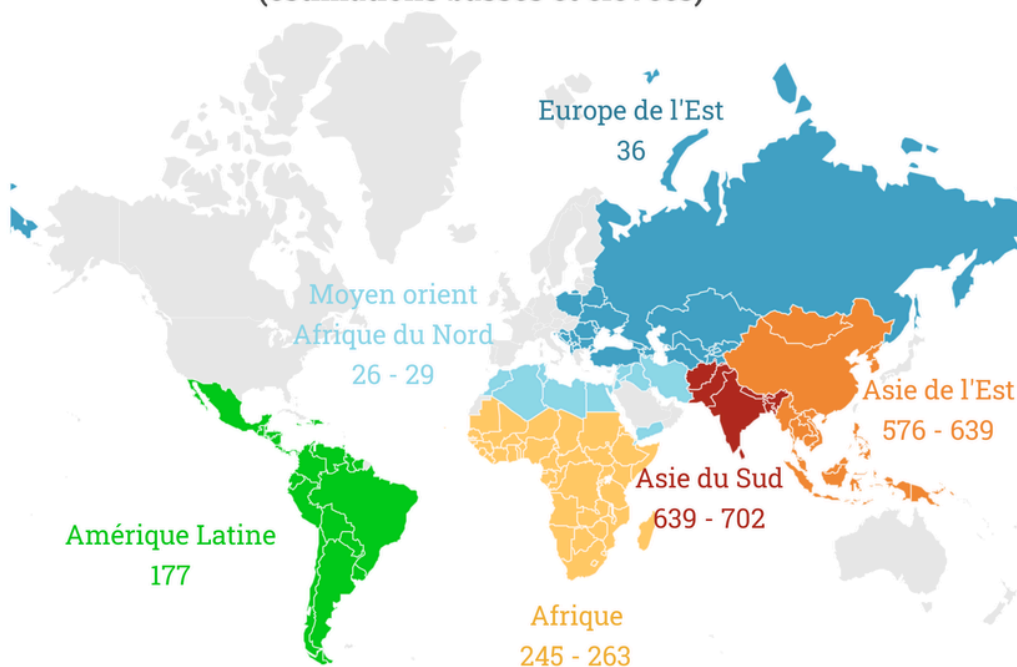 Europe de l'Est
36
Moyen orient
Afrique du Nord
26 - 29
Asie de l'Est
576 - 639
Asie du Sud
639 - 702
Amérique Latine
177
Afrique
245 - 263